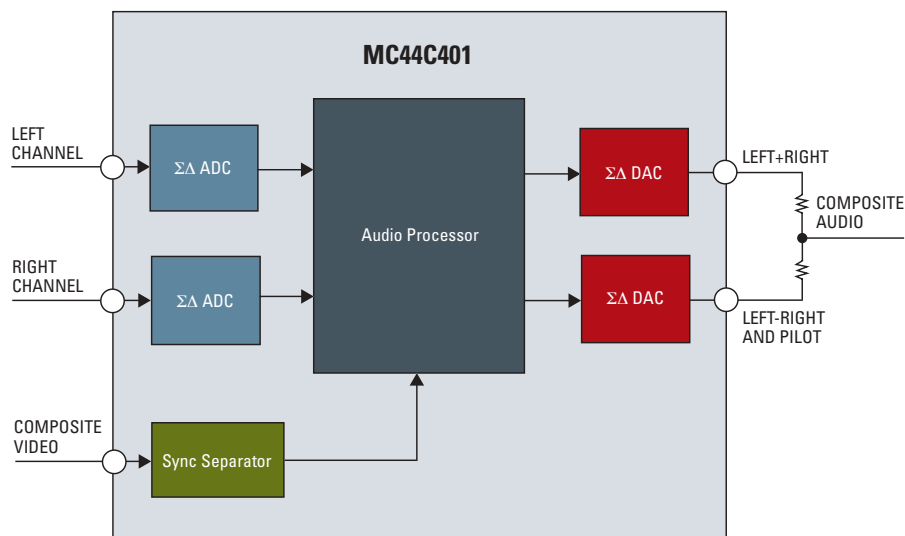 MC44C401
LEFT
CHANNEL
ΣΔ ADC
ΣΔ DAC
LEFT+RIGHT
COMPOSITE
AUDIO
Audio Processor
RIGHT
CHANNEL
ΣΔ ADC
ΣΔ DAC
LEFT-RIGHT
AND PILOT
COMPOSITE
VIDEO
Sync Separator